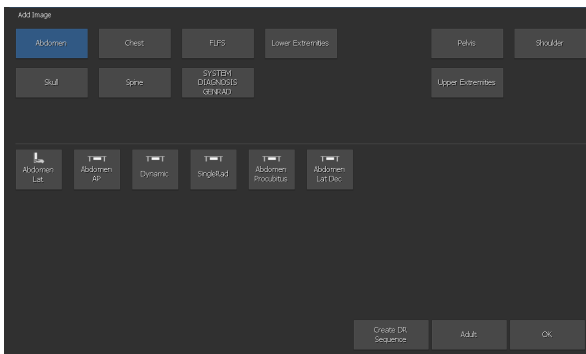 Add Image
Abdomen
Chest
FLFS
Lower Extremities
Pelvis
Shoulder
Skull
Spine
SYSTEM
DIAGNOSIS
GENRAD
Upper Extremities
Abdomen
Lat
Abdomen
AP
Dynamic
SingleRad
Abdomen
Procubitus
Abdomen
Lat Dec
Create DR
Sequence
Adult
OK